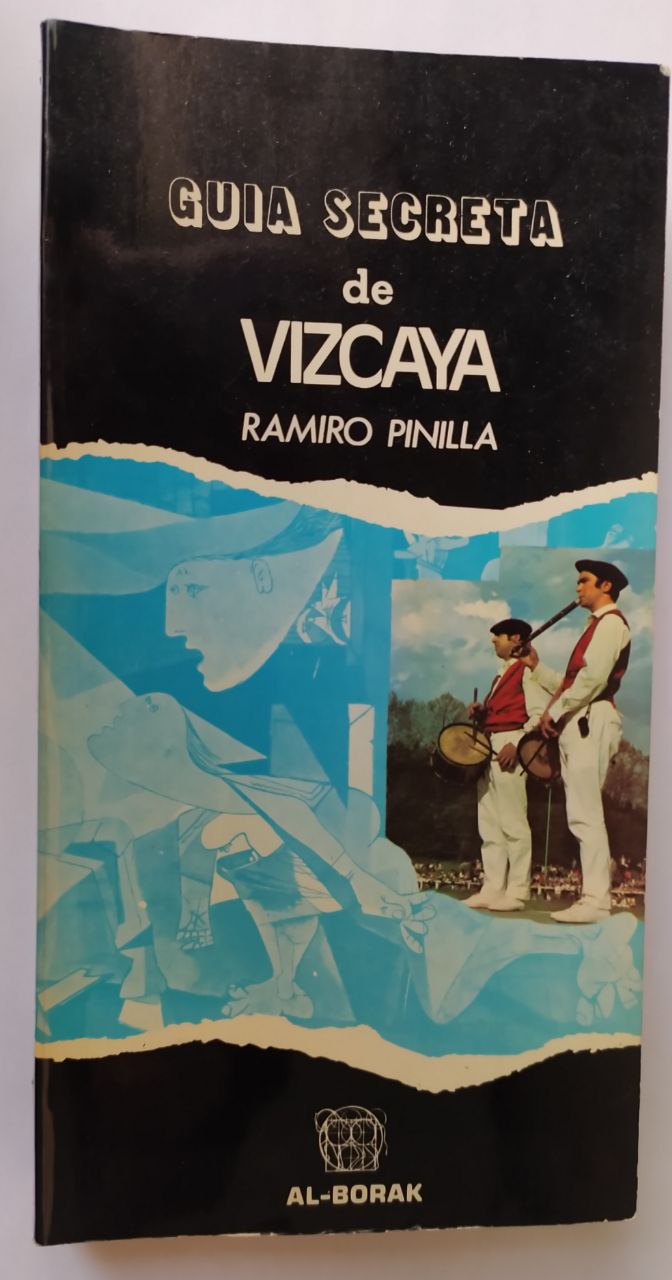 GUIA SECRETA
de
VIZCAYA
RAMIRO PINILLA
AL-BORAK